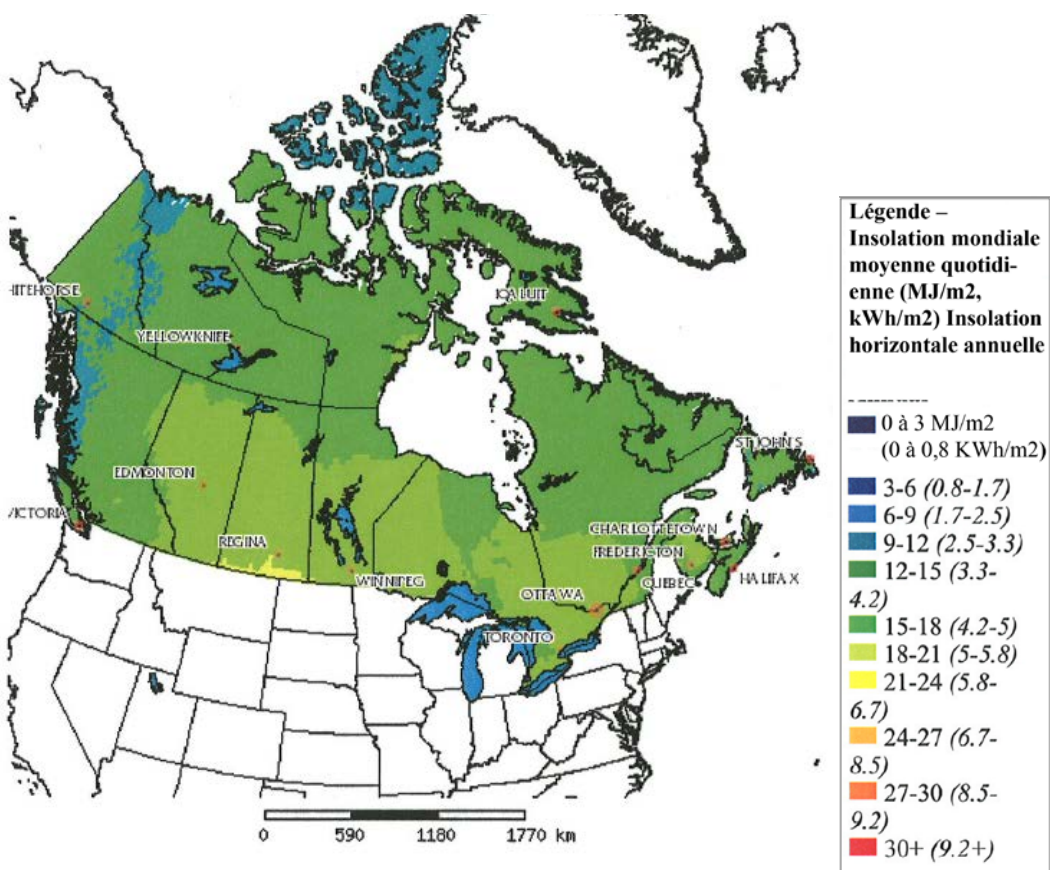 HITEHORSE
YELLOWKNIFE
IQALUIT
EDMONTON
ST JOHN'S
VICTORIA
CHARLOTTETOWN
REGINA
FREDERICTON
WINNIPEG
QUEBEC
HALIFAX
OTTAWA
TORONTO
0 590 1180 1770 km
Légende –
Insolation mondiale
moyenne quotidi-
enne (MJ/m2,
kWh/m2) Insolation
horizontale annuelle
0 à 3 MJ/m2
(0 à 0,8 KWh/m2)
3-6 (0.8-1.7)
6-9 (1.7-2.5)
9-12 (2.5-3.3)
12-15 (3.3-
4.2)
15-18 (4.2-5)
18-21 (5-5.8)
21-24 (5.8-
6.7)
24-27 (6.7-
8.5)
27-30 (8.5-
9.2)
30+ (9.2+)